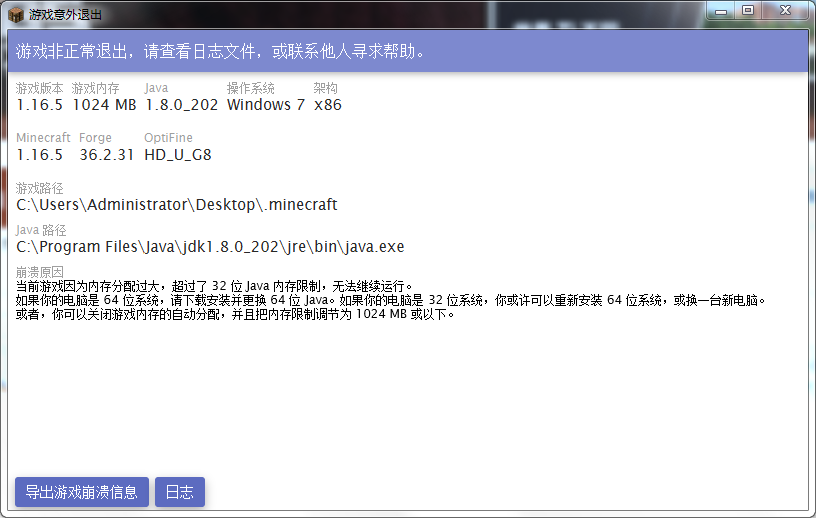 游戏意外退出
游戏非正常退出，请查看日志文件，或联系他人寻求帮助。
游戏版本 游戏内存 Java 操作系统 架构
1.16.5 1024 MB 1.8.0_202 Windows 7 x86
Minecraft Forge OptiFine
1.16.5 36.2.31 HD_U_G8
游戏路径
C:\Users\Administrator\Desktop\.minecraft
Java 路径
C:\Program Files\Java\jdk1.8.0_202\jre\bin\java.exe
崩溃原因
当前游戏因为内存分配过大，超过了 32 位 Java 内存限制，无法继续运行。
如果你的电脑是 64 位系统，请下载安装并更换 64 位 Java。如果你的电脑是 32 位系统，你或许可以重新安装 64 位系统，或换一台新电脑。
或者，你可以关闭游戏内存的自动分配，并且把内存限制调节为 1024 MB 或以下。
导出游戏崩溃信息 日志